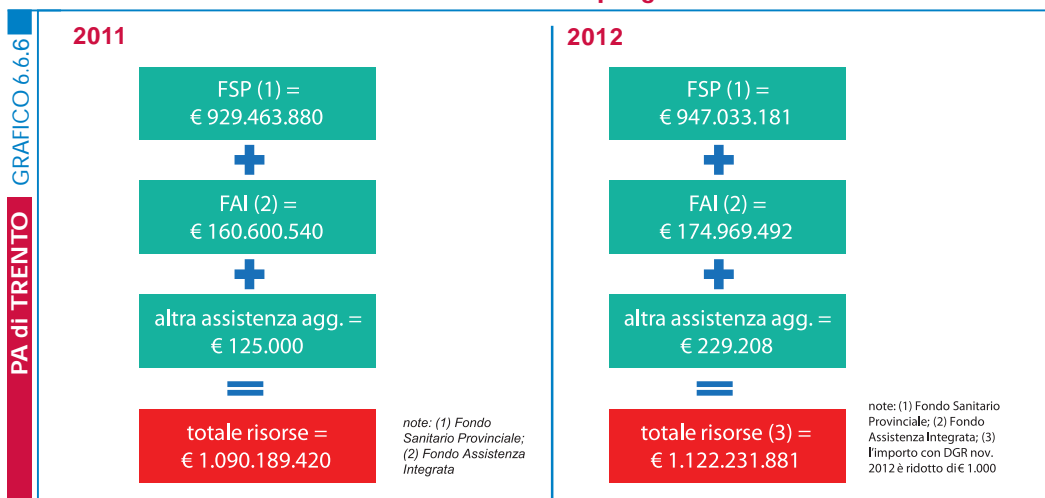 GRAFICO 6.6.6
PA di TRENTO
2011
FSP (1) =
€ 929.463.880
+
FAI (2) =
€ 160.600.540
+
altra assistenza agg. =
€ 125.000
=
totale risorse =
€ 1.090.189.420
note: (1) Fondo
Sanitario Provinciale;
(2) Fondo Assistenza
Integrata
2012
FSP (1) =
€ 947.033.181
+
FAI (2) =
€ 174.969.492
+
altra assistenza agg. =
€ 229.208
=
totale risorse (3) =
€ 1.122.231.881
note: (1) Fondo Sanitario
Provinciale; (2) Fondo
Assistenza Integrata; (3)
l'importo con DGR nov.
2012 è ridotto di € 1.000